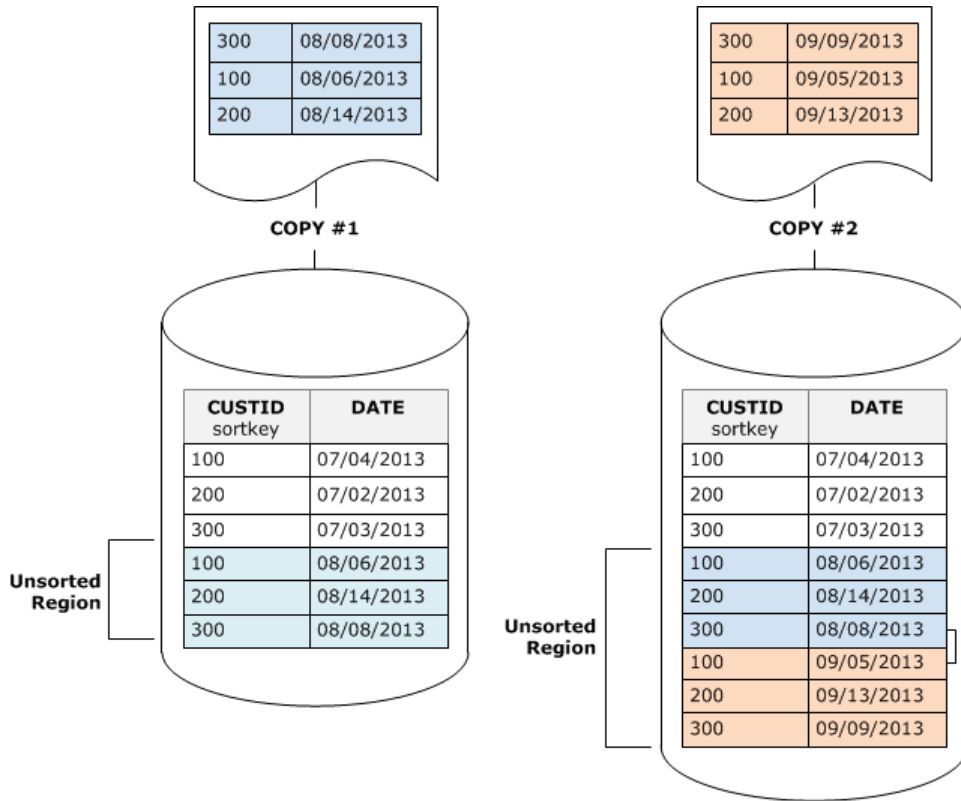 300 08/08/2013
100 08/06/2013
200 08/14/2013
COPY #1
CUSTID DATE
sortkey
100 07/04/2013
200 07/02/2013
300 07/03/2013
100 08/06/2013
200 08/14/2013
300 08/08/2013
Unsorted
Region
300 09/09/2013
100 09/05/2013
200 09/13/2013
COPY #2
CUSTID DATE
sortkey
100 07/04/2013
200 07/02/2013
300 07/03/2013
100 08/06/2013
200 08/14/2013
300 08/08/2013
100 09/05/2013
200 09/13/2013
300 09/09/2013
Unsorted
Region